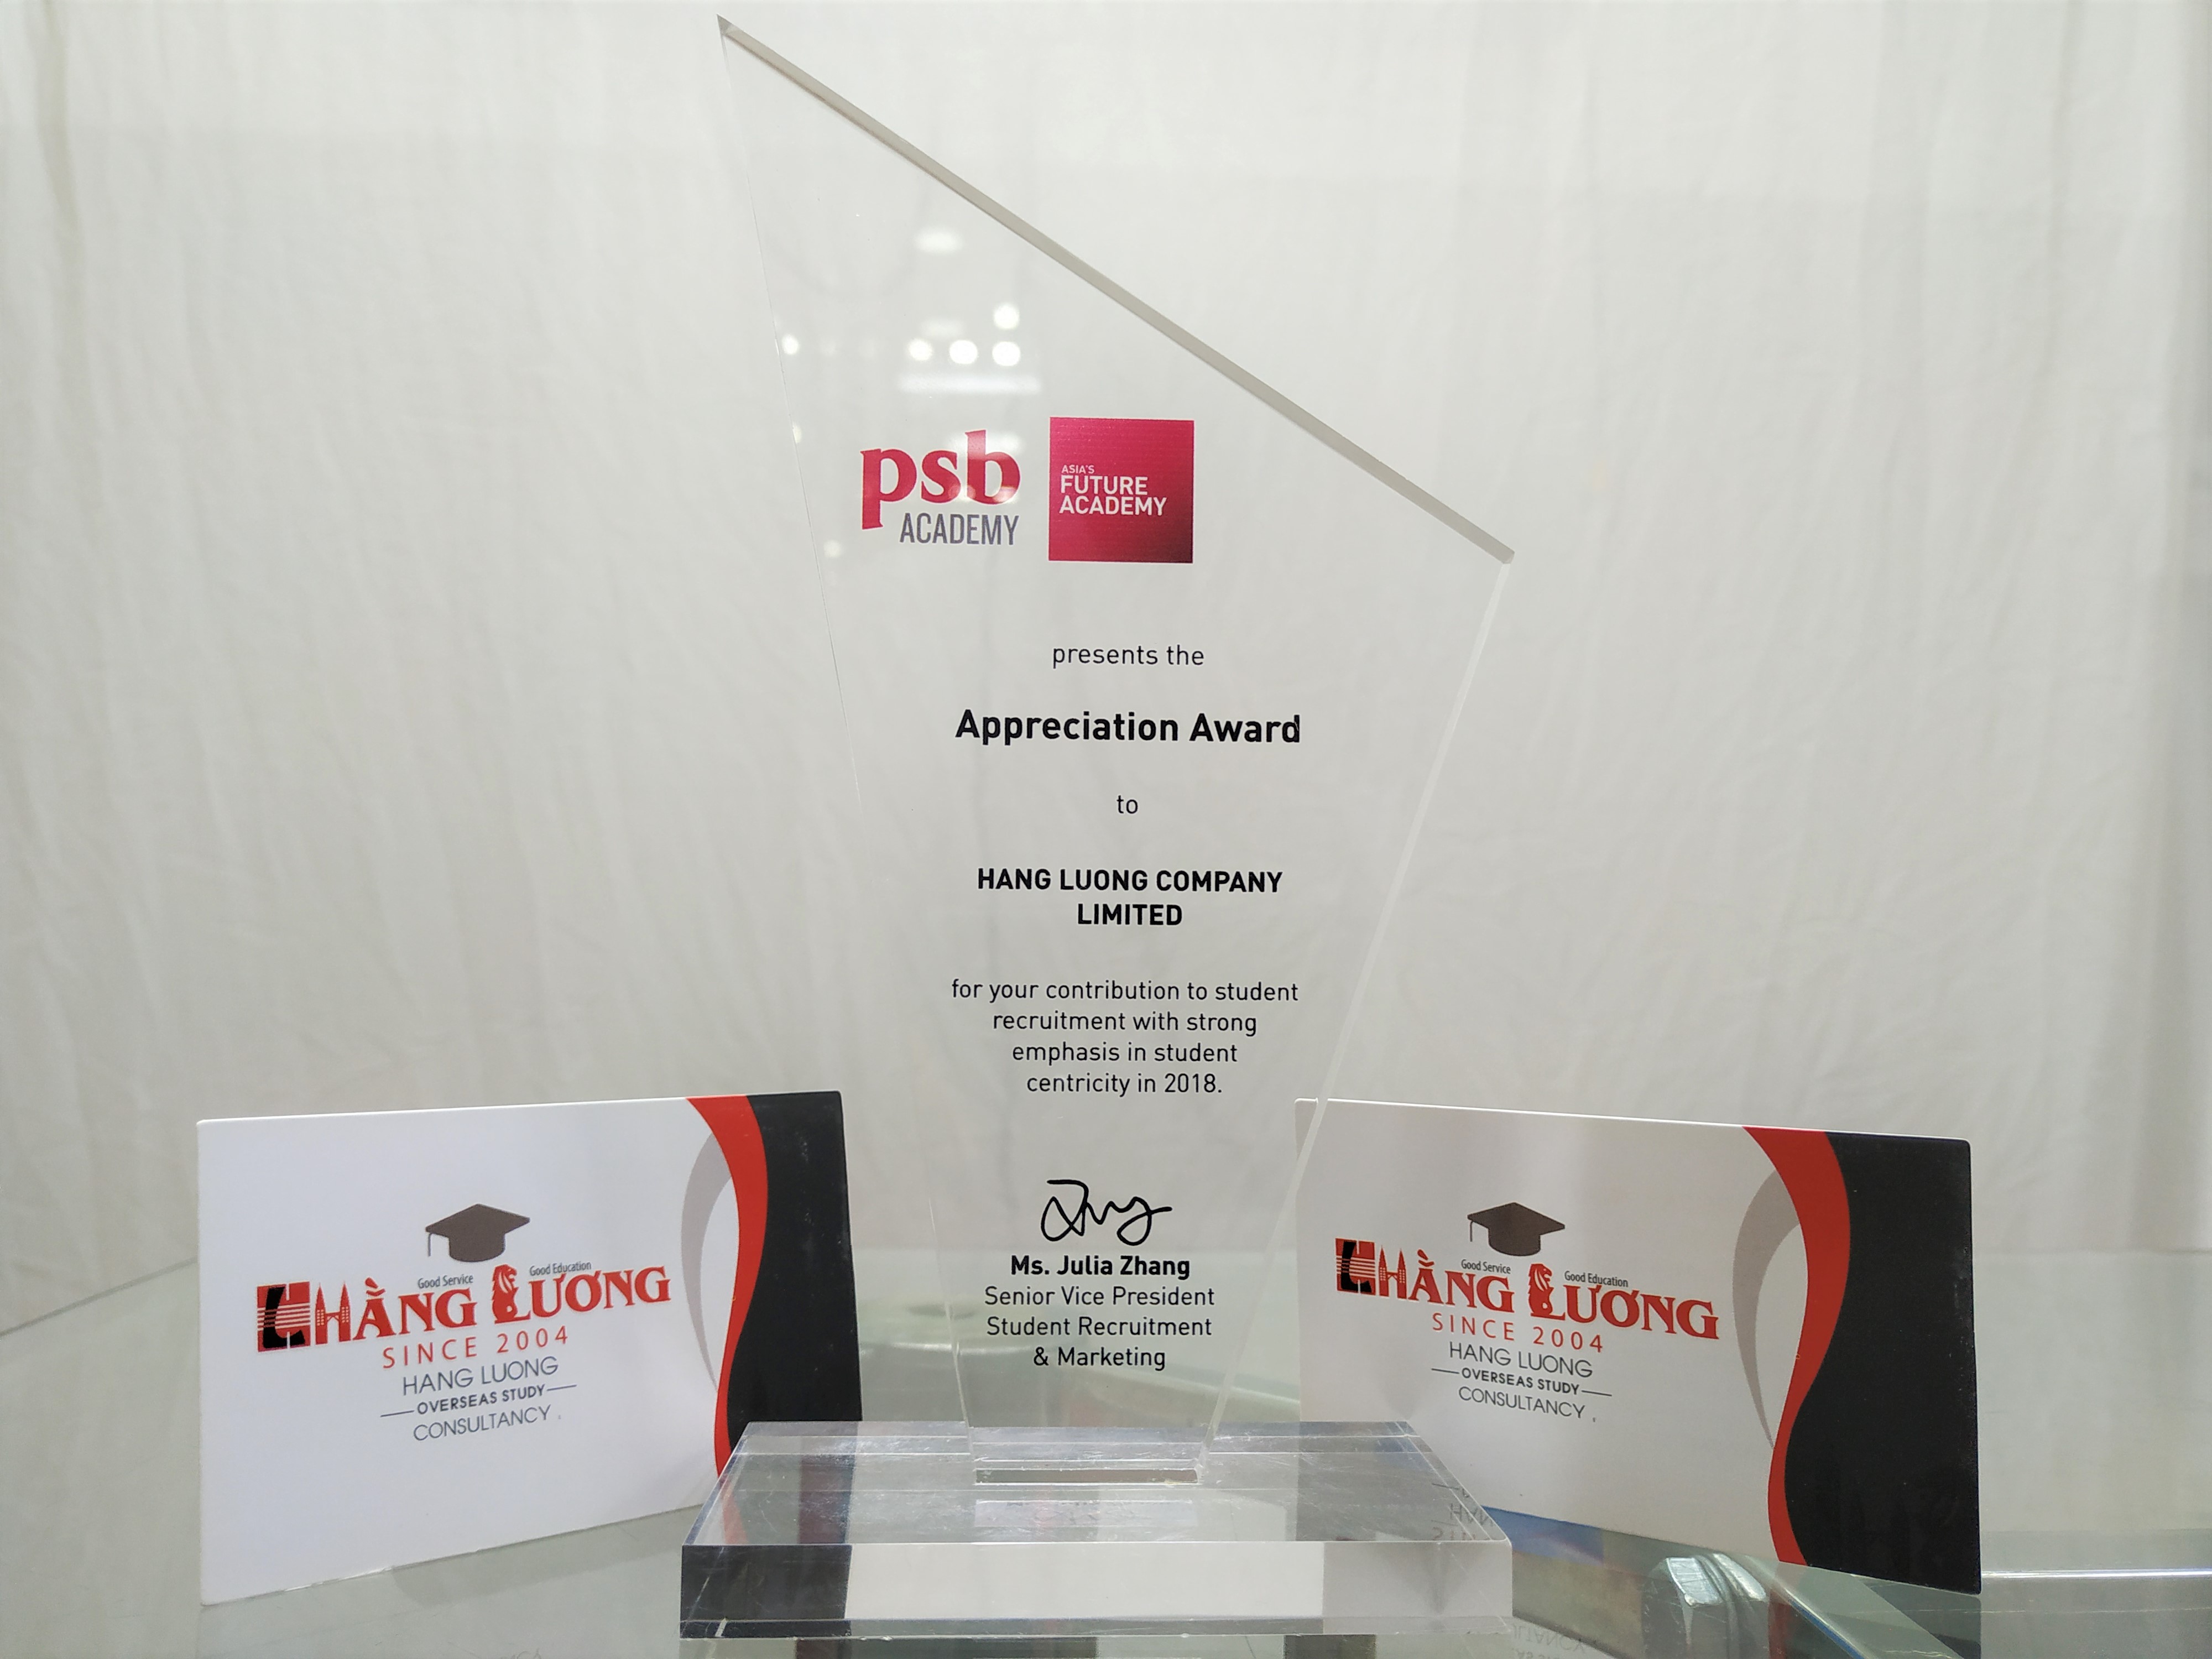 psb
ACADEMY
ASIA'S
FUTURE
ACADEMY
presents the
Appreciation Award
to
HANG LUONG COMPANY
LIMITED
for your contribution to student
recruitment with strong
emphasis in student
centricity in 2018.
Ms. Julia Zhang
Senior Vice President
Student Recruitment
& Marketing
Good Service Good Education
HẰNG LƯƠNG
SINCE 2004
HANG LUONG
OVERSEAS STUDY
CONSULTANCY
Good Service Good Education
HẰNG LƯƠNG
SINCE 2004
HANG LUONG
OVERSEAS STUDY
CONSULTANCY